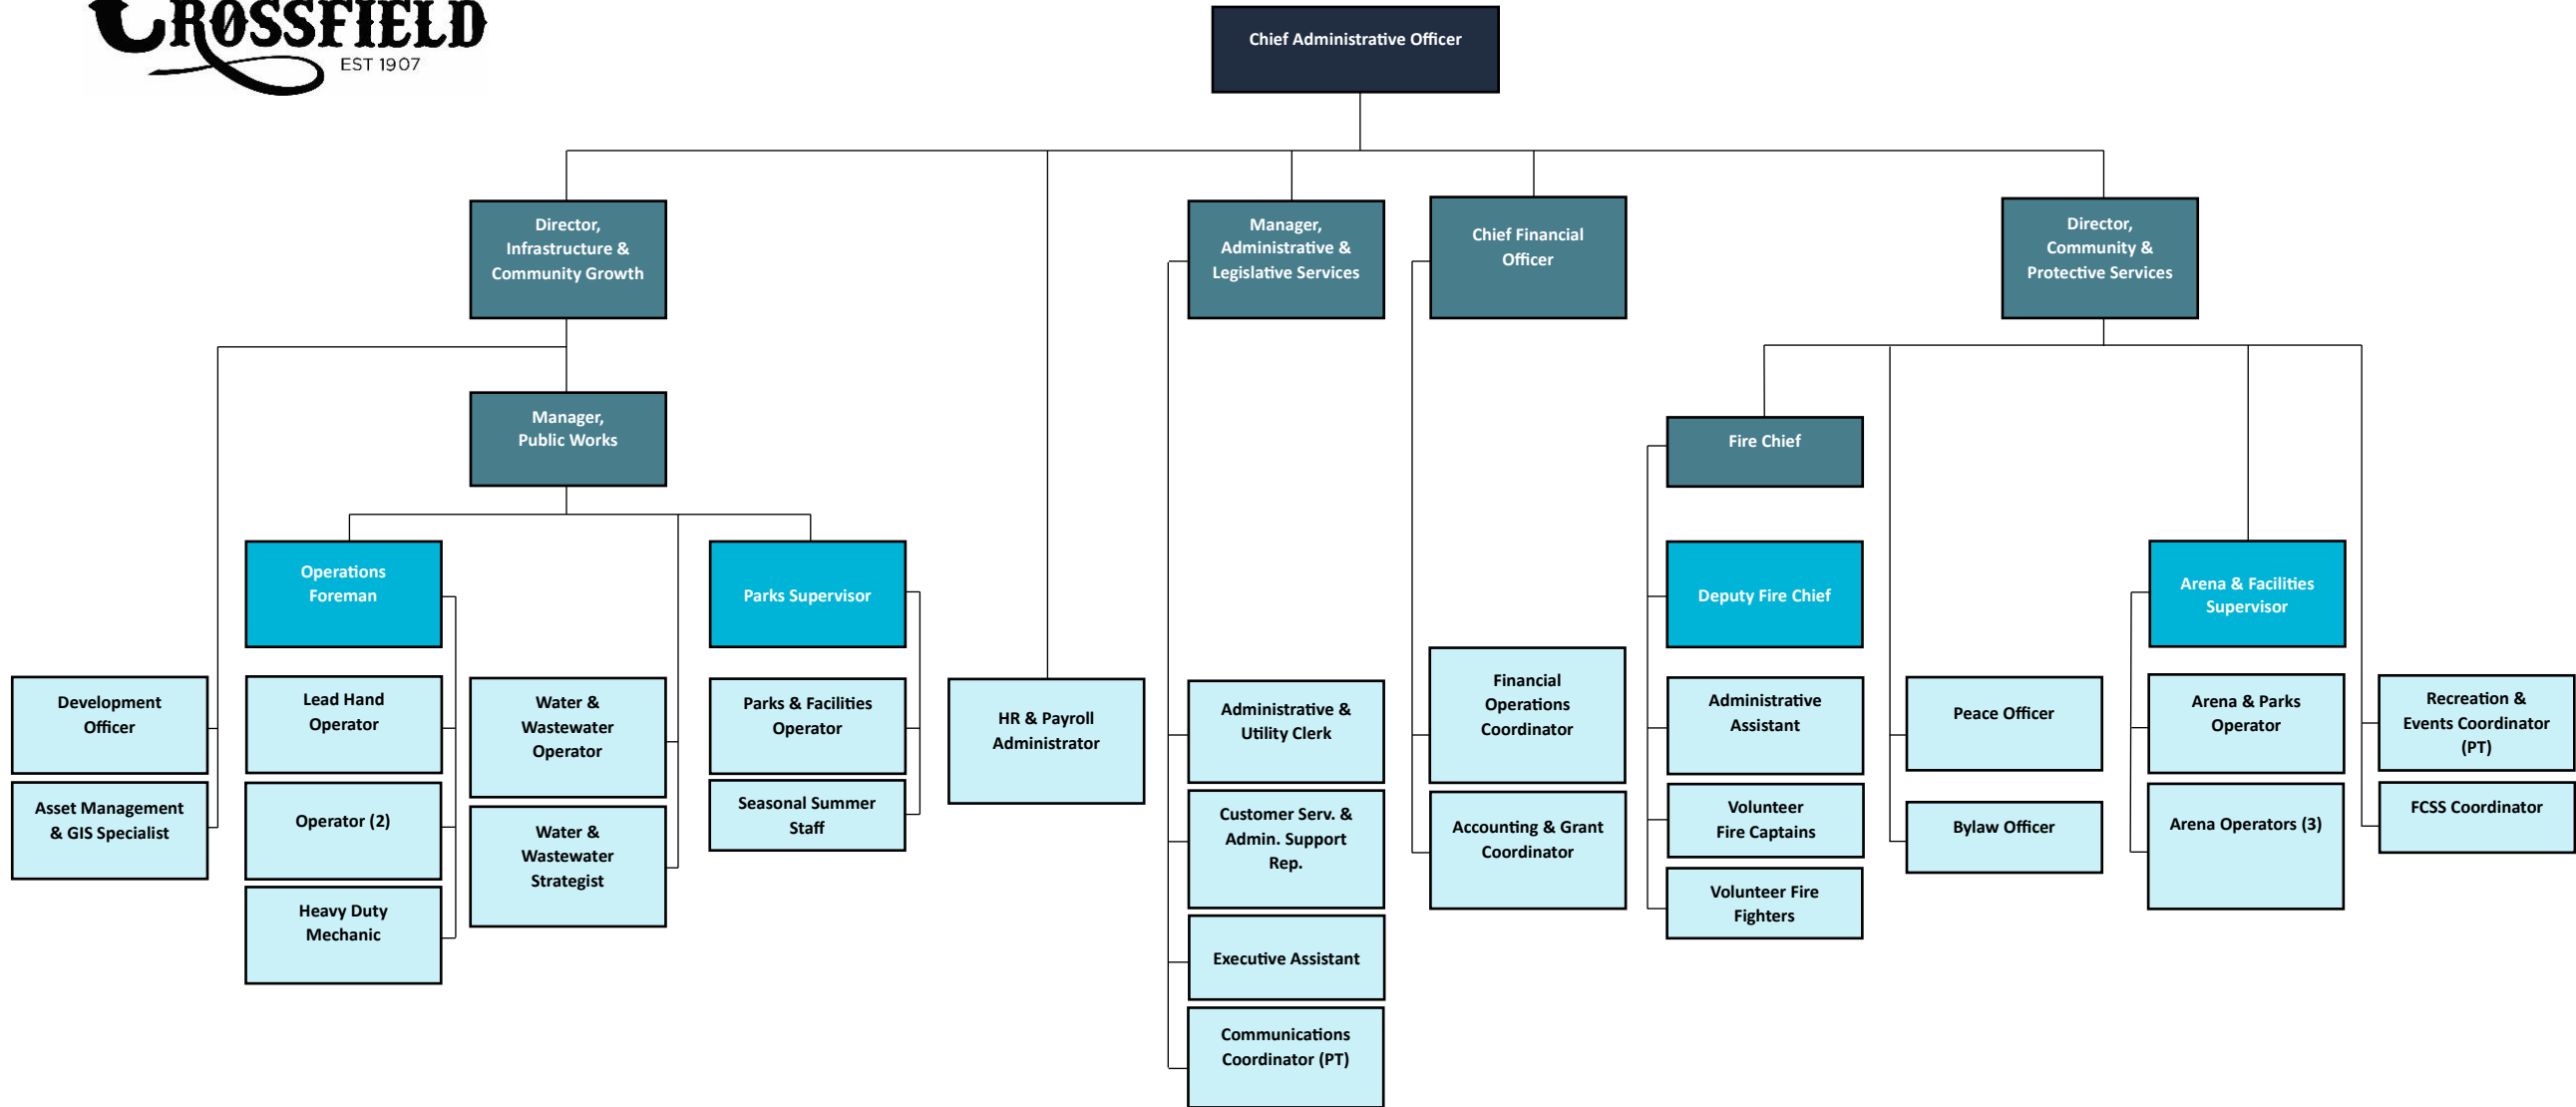 CROSSFIELD
EST 1907
Chief Administrative Officer
Director,
Infrastructure &
Community Growth
Manager,
Administrative &
Legislative Services
Chief Financial
Officer
Director,
Community &
Protective Services
Manager,
Public Works
Fire Chief
Operations
Foreman
Parks Supervisor
Deputy Fire Chief
Arena & Facilities
Supervisor
Development
Officer
Asset Management
& GIS Specialist
Lead Hand
Operator
Operator (2)
Heavy Duty
Mechanic
Water &
Wastewater
Operator
Water &
Wastewater
Strategist
Parks & Facilities
Operator
Seasonal Summer
Staff
HR & Payroll
Administrator
Administrative &
Utility Clerk
Customer Serv. &
Admin. Support
Rep.
Executive Assistant
Communications
Coordinator (PT)
Financial
Operations
Coordinator
Accounting & Grant
Coordinator
Administrative
Assistant
Volunteer
Fire Captains
Volunteer Fire
Fighters
Peace Officer
Bylaw Officer
Arena & Parks
Operator
Arena Operators (3)
Recreation &
Events Coordinator
(PT)
FCSS Coordinator